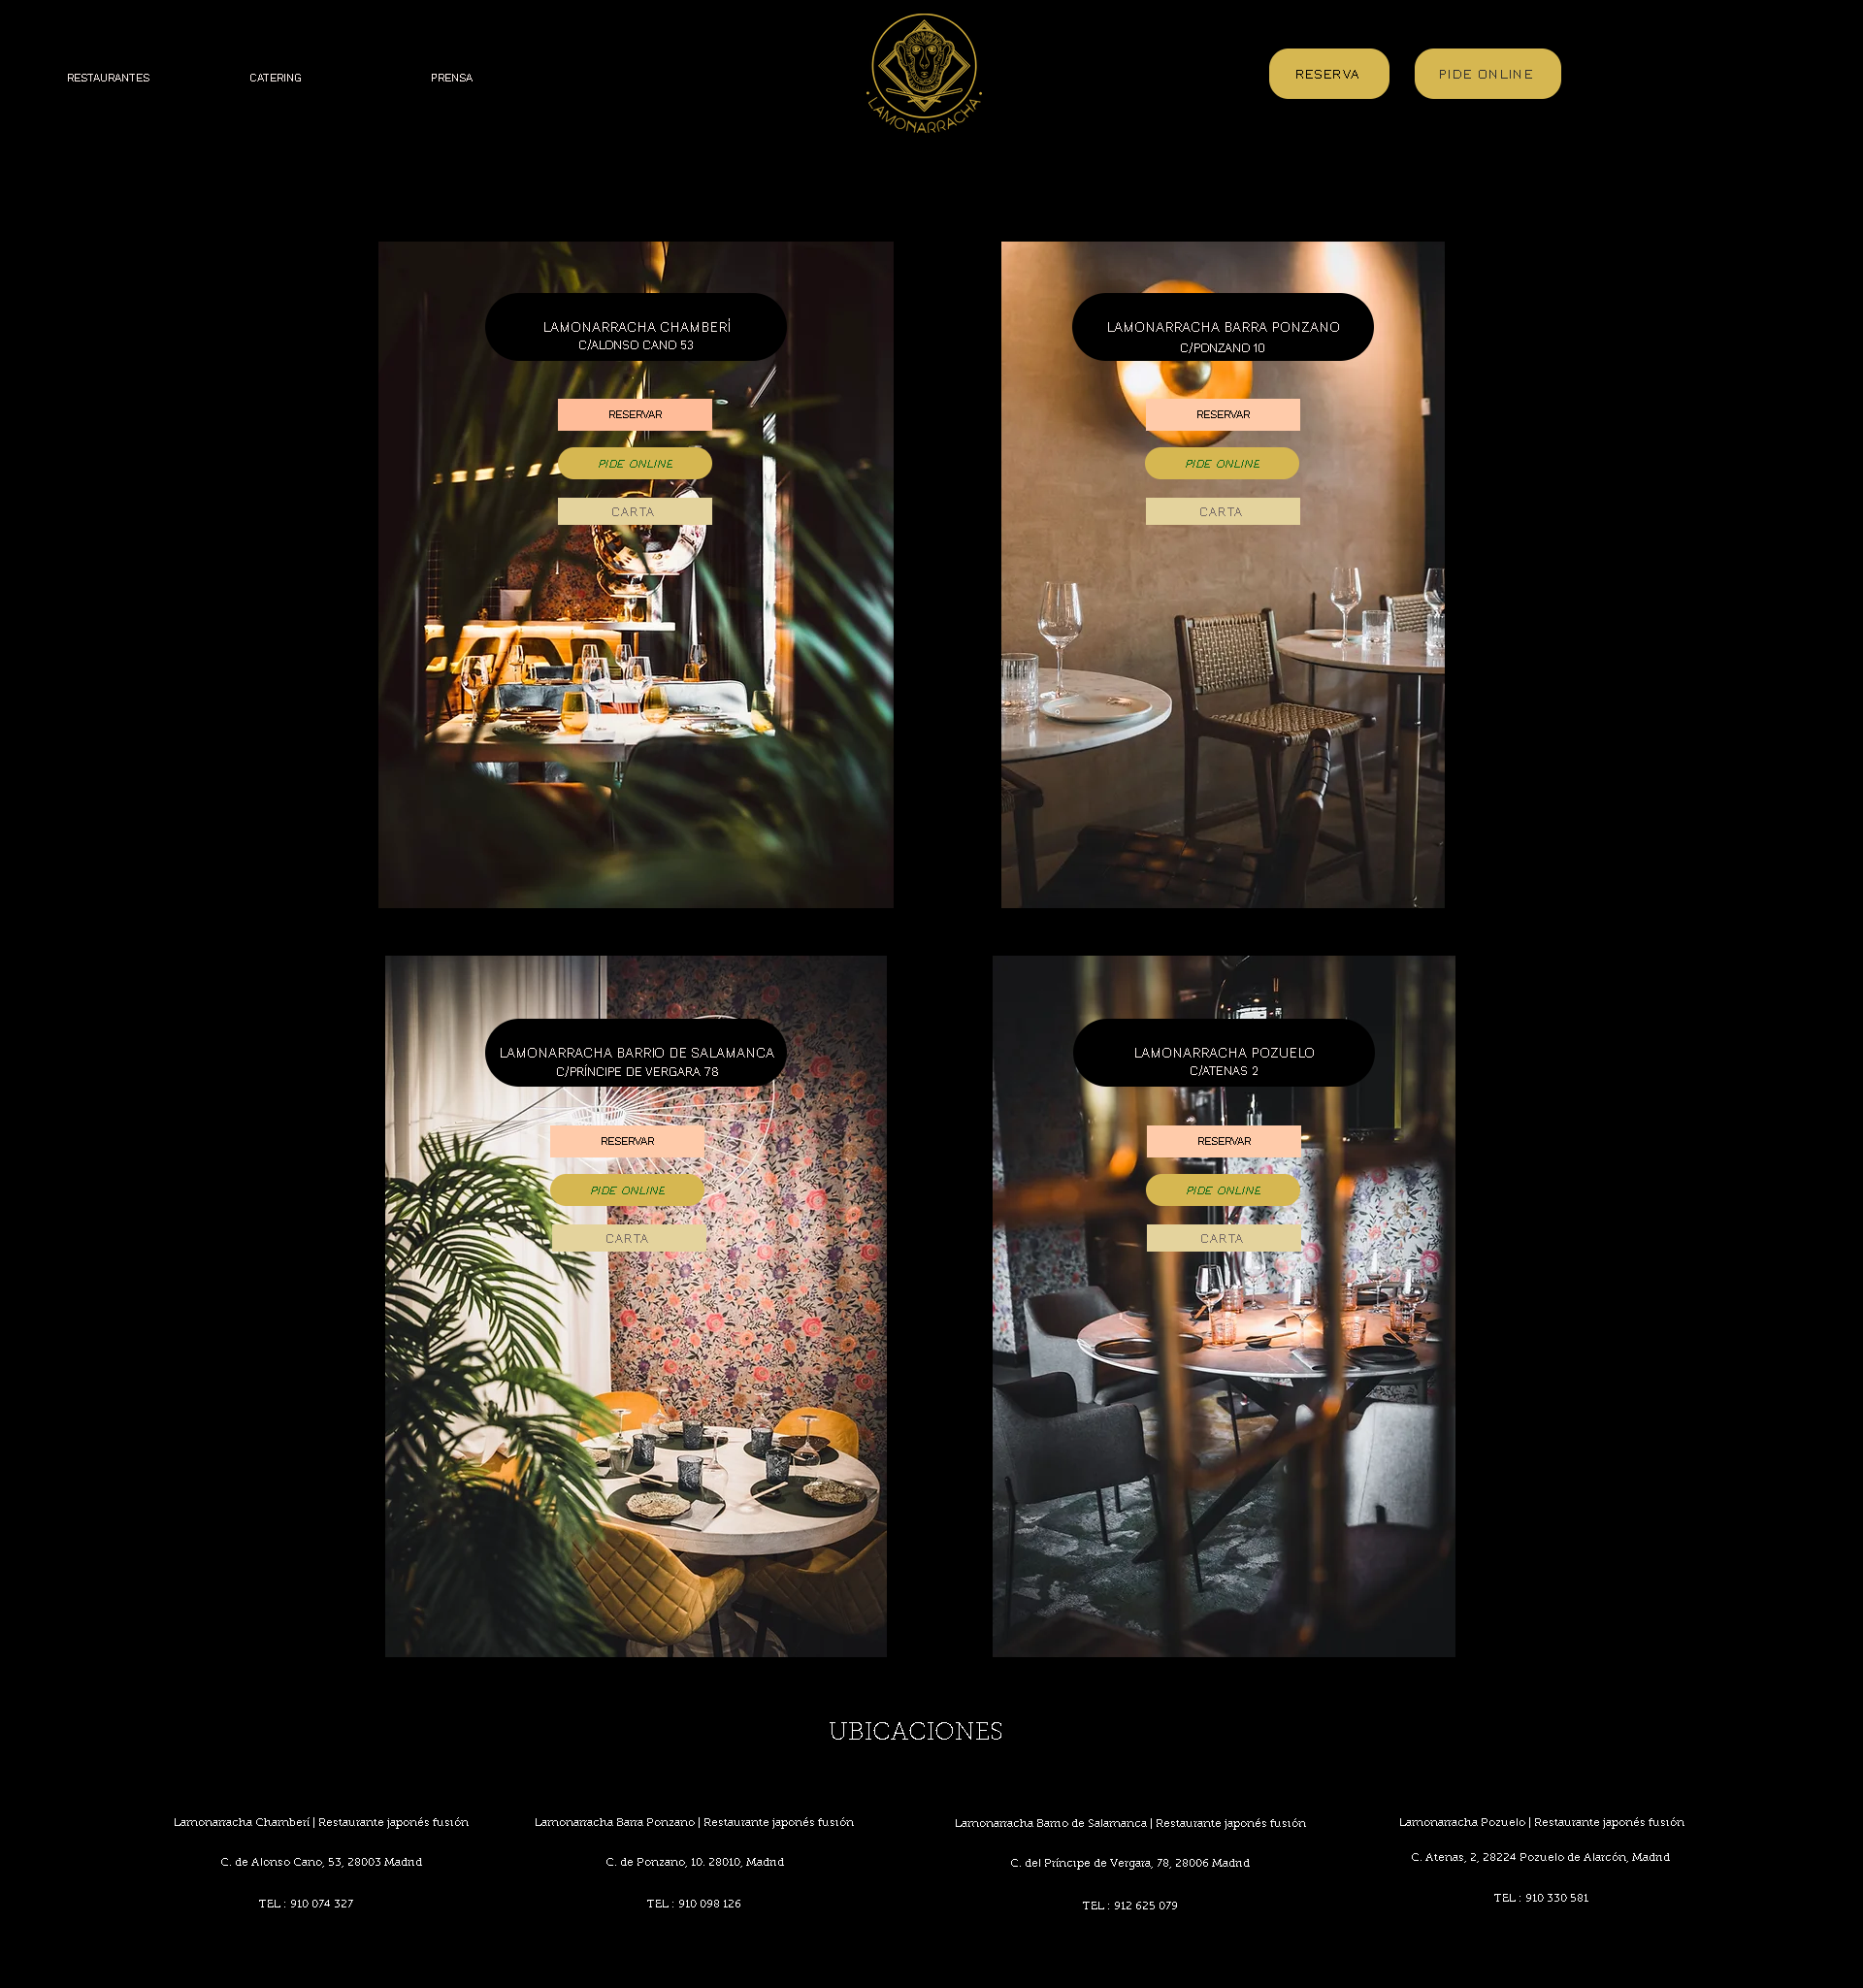 RESTAURANTES
CATERING
PRENSA
LAMONARRACHA
RESERVA
PIDE ONLINE
LAMONARRACHA CHAMBERÍ
C/ALONSO CANO 53
RESERVAR
PIDE ONLINE
CARTA
LAMONARRACHA BARRA PONZANO
C/PONZANO 10
RESERVAR
PIDE ONLINE
CARTA
LAMONARRACHA BARRIO DE SALAMANCA
C/PRÍNCIPE DE VERGARA 78
RESERVAR
PIDE ONLINE
CARTA
LAMONARRACHA POZUELO
C/ATENAS 2
RESERVAR
PIDE ONLINE
CARTA
UBICACIONES
Lamonarracha Chamberí | Restaurante japonés fusión
C. de Alonso Cano, 53, 28003 Madrid
TEL : 910 074 327
Lamonarracha Barra Ponzano | Restaurante japonés fusión
C. de Ponzano, 10. 28010, Madrid
TEL : 910 098 126
Lamonarracha Barrio de Salamanca | Restaurante japonés fusión
C. del Príncipe de Vergara, 78, 28006 Madrid
TEL : 912 625 079
Lamonarracha Pozuelo | Restaurante japonés fusión
C. Atenas, 2, 28224 Pozuelo de Alarcón, Madrid
TEL : 910 330 581